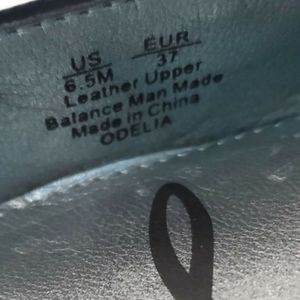 US EUR
6.5M 37
Leather Upper
Balance Man Made
Made in China
ODELIA